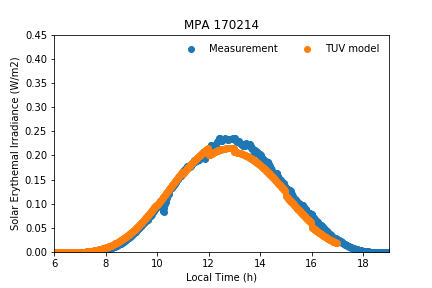 MPA 170214
Measurement
TUV model
Solar Erythemal Irradiance (W/m2)
0.45
0.40
0.35
0.30
0.25
0.20
0.15
0.10
0.05
0.00
6 8 10 12 14 16 18
Local Time (h)